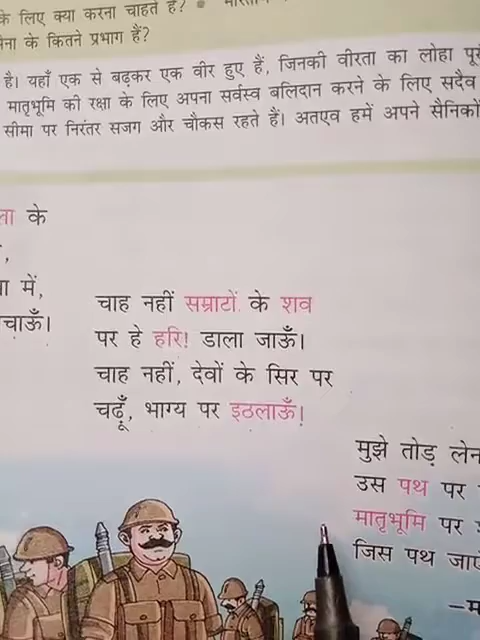 के लिए क्या करना चाहते हैं?
सेना के कितने प्रभाग हैं?
है। यहाँ एक से बढ़कर एक वीर हुए हैं, जिनकी वीरता का लोहा
मातृभूमि की रक्षा के लिए अपना सर्वस्व बलिदान करने के लिए सदैव
सीमा पर निरंतर सजग और चौकस रहते हैं। अतएव हमें अपने सैनिकों
के
में,
चाह नहीं सम्राटों के शव
पर हे हरि! डाला जाऊँ।
चाह नहीं, देवों के सिर पर
चढ़ूँ, भाग्य पर इठलाऊँ!
मुझे तोड़ लेन
उस पथ पर
मातृभूमि पर
जिस पथ